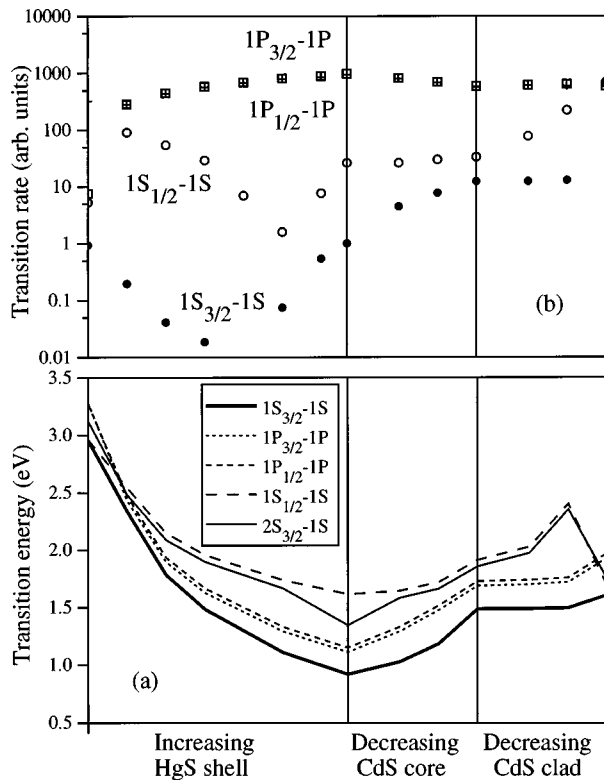 10000
1000
100
10
1
0.1
0.01
Transition rate (arb. units)
1P3/2-1P
1P1/2-1P
1S1/2-1S
1S3/2-1S
(b)
3.5
3.0
2.5
2.0
1.5
1.0
0.5
Transition energy (eV)
1S3/2-1S
1P3/2-1P
1P1/2-1P
1S1/2-1S
2S3/2-1S
(a)
Increasing
HgS shell
Decreasing
CdS core
Decreasing
CdS clad